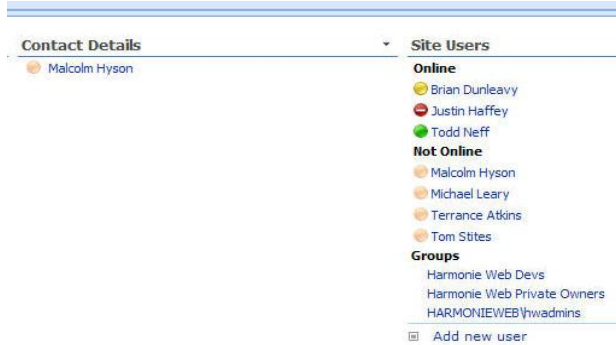 Contact Details
Malcolm Hyson
Site Users
Online
Brian Dunleavy
Justin Haffey
Todd Neff
Not Online
Malcolm Hyson
Michael Leary
Terrance Atkins
Tom Stites
Groups
Harmonie Web Devs
Harmonie Web Private Owners
HARMONIEWEB\hwadmins
Add new user